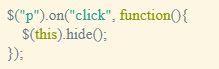 $("p").on("click", function(){
    $(this).hide();
});